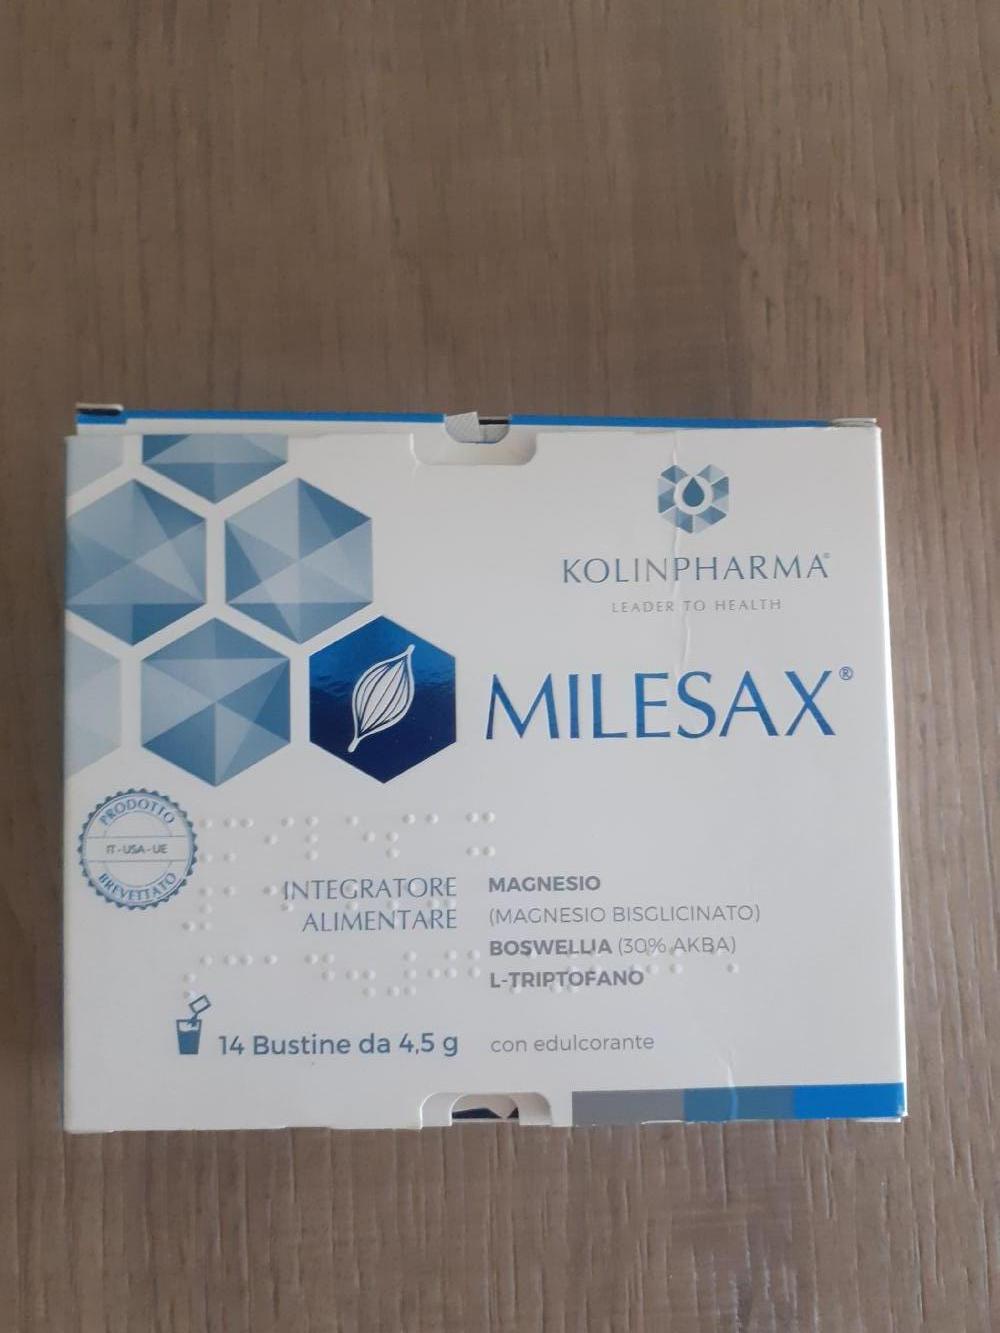 KOLINPHARMA®
LEADER TO HEALTH
MILESAX®
PRODOTTO
IT - USA - UE
BREVETTATO
INTEGRATORE
ALIMENTARE
MAGNESIO
(MAGNESIO BISGLICINATO)
BOSWELLIA (30% AKBA)
L-TRIPTOFANO
14 Bustine da 4,5 g
con edulcorante